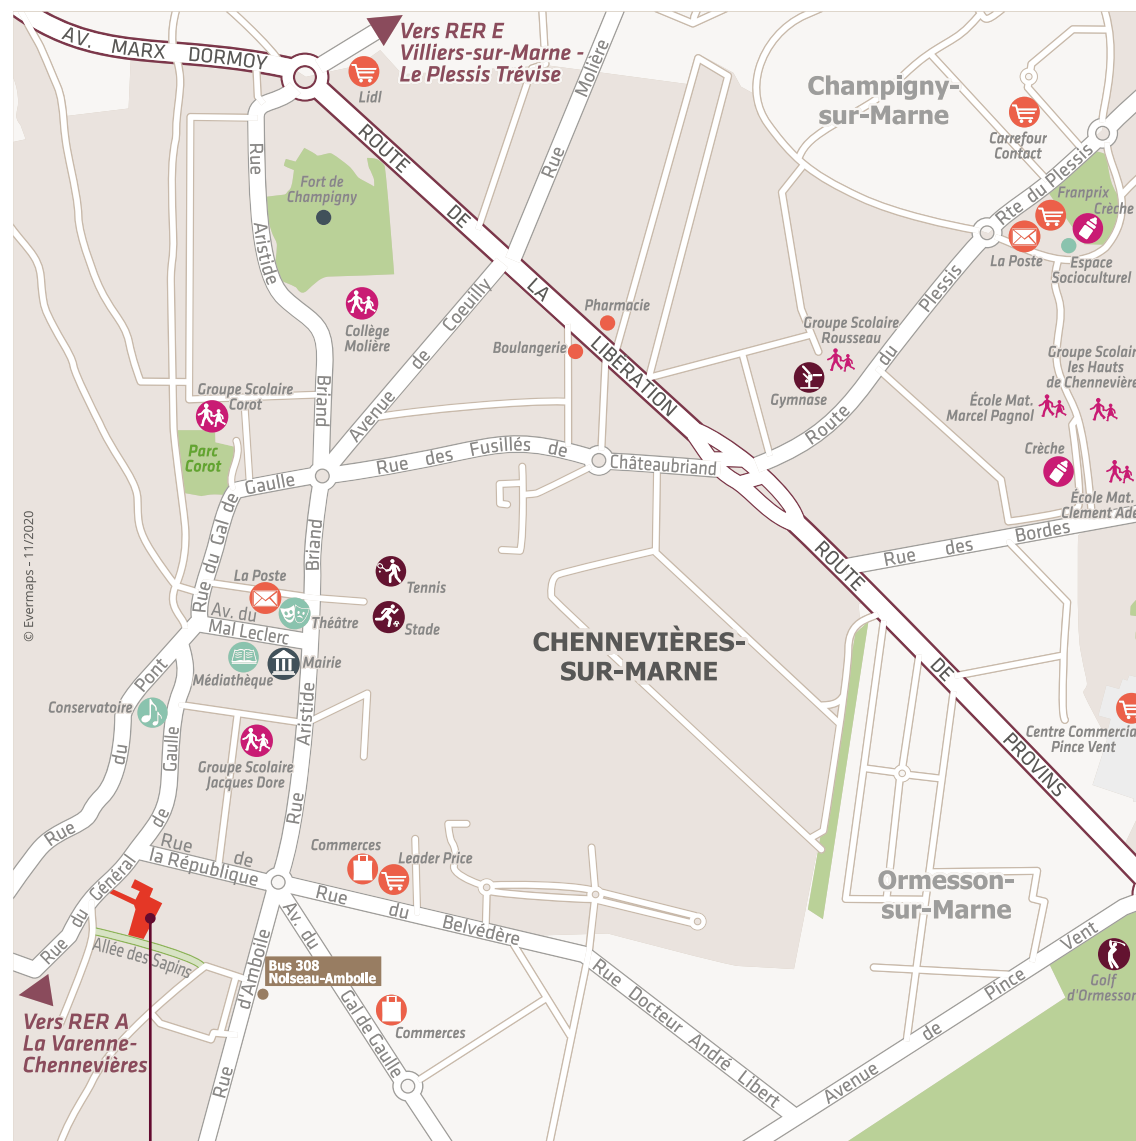 AV. MARX DORMOY
Vers RER E
Villiers-sur-Marne -
Le Plessis Trévise
Lidl
Rue Molière
Champigny-
sur-Marne
Carrefour
Contact
Rte du Plessis
Franprix
Crèche
La Poste
Espace
Socioculturel
ROUTE DE LA LIBERATION
Rue Aristide Briand
Fort de
Champigny
Collège
Molière
Avenue de Coeuilly
Pharmacie
Boulangerie
Groupe Scolaire
Rousseau
Gymnase
Route du Plessis
Groupe Scolair
les Hauts
de Chennevière
École Mat.
Marcel Pagnol
Crèche
École Mat.
Clement Ade
Groupe Scolaire
Corot
Parc
Corot
Rue du Gal de Gaulle
Rue des Fusillés de Châteaubriand
Rue des Bordes
© Evermaps - 11/2020
La Poste
Théâtre
Tennis
Stade
Av. du
Mal Leclerc
Médiathèque
Mairie
Rue Aristide Briand
CHENNEVIÈRES-
SUR-MARNE
ROUTE DE PROVINS
Conservatoire
Rue du Pont
Groupe Scolaire
Jacques Dore
Centre Commercia
Pince Vent
Rue du Général de Gaulle
Rue de
la République
Commerces
Leader Price
Rue du Belvédère
Ormesson-
sur-Marne
Allée des Sapins
Bus 308
Noiseau-Amboile
Rue d'Amboile
Av. du Gal de Gaulle
Commerces
Rue Docteur André Libert
Avenue de Pince Vent
Golf
d'Ormesson
Vers RER A
La Varenne-
Chennevières